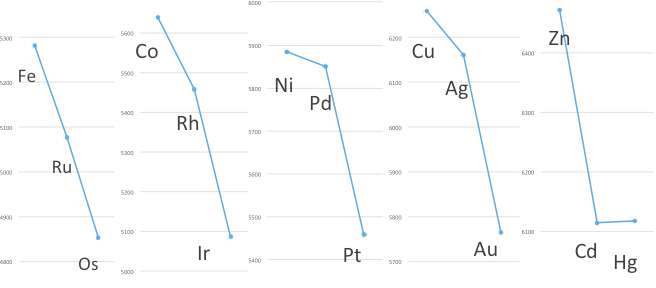 5300
5200
5100
5000
4900
4800
Fe
Ru
Os
5600
5500
5400
5300
5200
5100
5000
Co
Rh
Ir
6000
5900
5800
5700
5600
5500
5400
Ni
Pd
Pt
6200
6100
6000
5900
5800
5700
Cu
Ag
Au
6400
6300
6200
6100
Zn
Cd
Hg